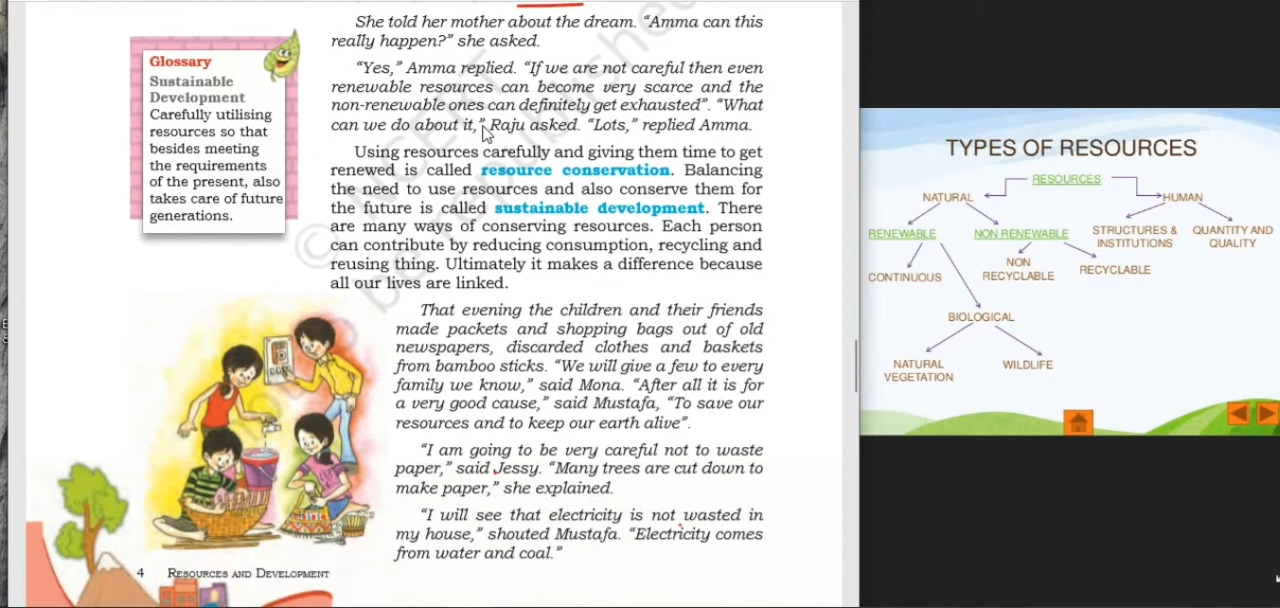 She told her mother about the dream. “Amma can this
really happen?” she asked.
“Yes,” Amma replied. “If we are not careful then even
renewable resources can become very scarce and the
non-renewable ones can definitely get exhausted”. “What
can we do about it,” Raju asked. “Lots,” replied Amma.
Using resources carefully and giving them time to get
renewed is called resource conservation. Balancing
the need to use resources and also conserve them for
the future is called sustainable development. There
are many ways of conserving resources. Each person
can contribute by reducing consumption, recycling and
reusing thing. Ultimately it makes a difference because
all our lives are linked.
Glossary
Sustainable
Development
Carefully utilising
resources so that
besides meeting
the requirements
of the present, also
takes care of future
generations.
That evening the children and their friends
made packets and shopping bags out of old
newspapers, discarded clothes and baskets
from bamboo sticks. “We will give a few to every
family we know,” said Mona. “After all it is for
a very good cause,” said Mustafa, “To save our
resources and to keep our earth alive”.
“I am going to be very careful not to waste
paper,” said Jessy. “Many trees are cut down to
make paper,” she explained.
“I will see that electricity is not wasted in
my house,” shouted Mustafa. “Electricity comes
from water and coal.”
4 Resources and Development
© NCERT
be republished
TYPES OF RESOURCES
RESOURCES
NATURAL
HUMAN
RENEWABLE
NON RENEWABLE
STRUCTURES &
INSTITUTIONS
QUANTITY AND
QUALITY
CONTINUOUS
NON
RECYCLABLE
RECYCLABLE
BIOLOGICAL
NATURAL
VEGETATION
WILDLIFE